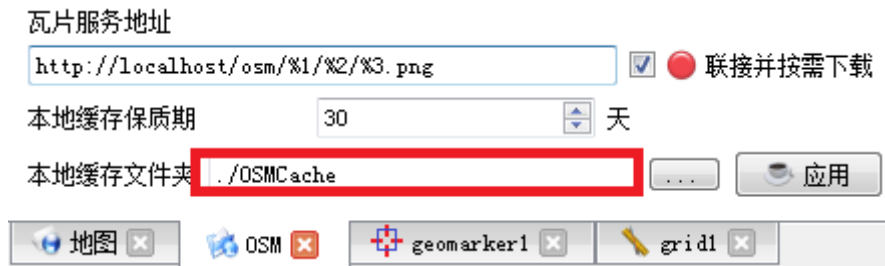 瓦片服务地址
http://localhost/osm/%1/%2/%3.png 联接并按需下载
本地缓存保质期 30 天
本地缓存文件夹 ./OSMCache ... 应用
地图 OSM geomarker1 grid1